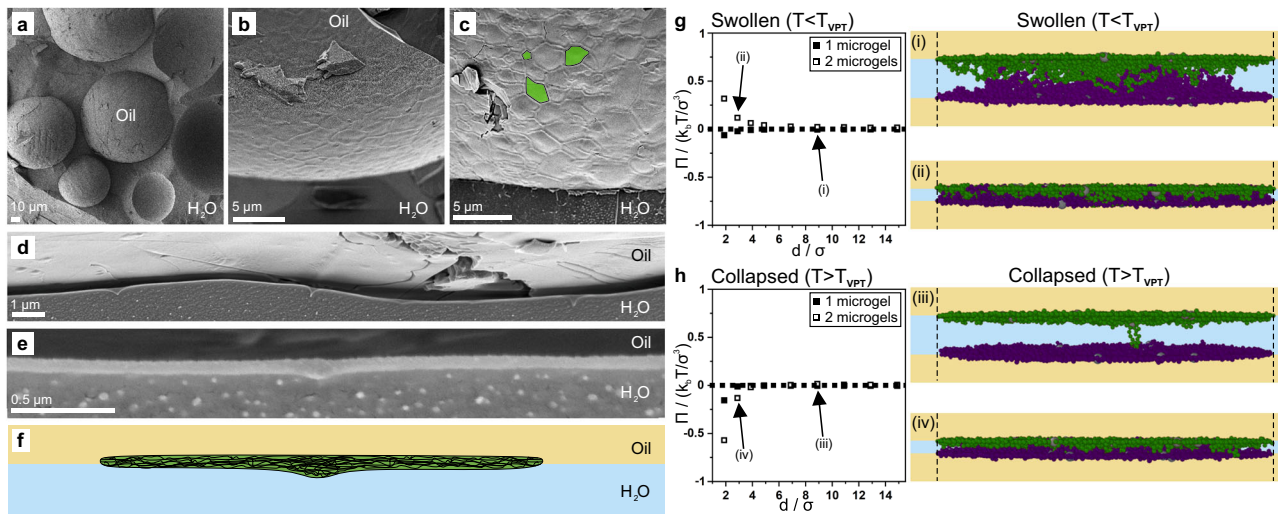 a
Oil
10 µm
H₂O
b
Oil
5 µm
H₂O
c
5 µm
H₂O
d
Oil
1 µm
H₂O
e
Oil
0.5 µm
H₂O
f
Oil
H₂O
g
Swollen (T<T_VPT)
1 microgel
2 microgels
(ii)
(i)
1
0.5
0
-0.5
-1
Π / (k_bT/σ³)
2 4 6 8 10 12 14
d / σ
Swollen (T<T_VPT)
(i)
(ii)
h
Collapsed (T>T_VPT)
1 microgel
2 microgels
(iv)
(iii)
1
0.5
0
-0.5
-1
Π / (k_bT/σ³)
2 4 6 8 10 12 14
d / σ
Collapsed (T>T_VPT)
(iii)
(iv)